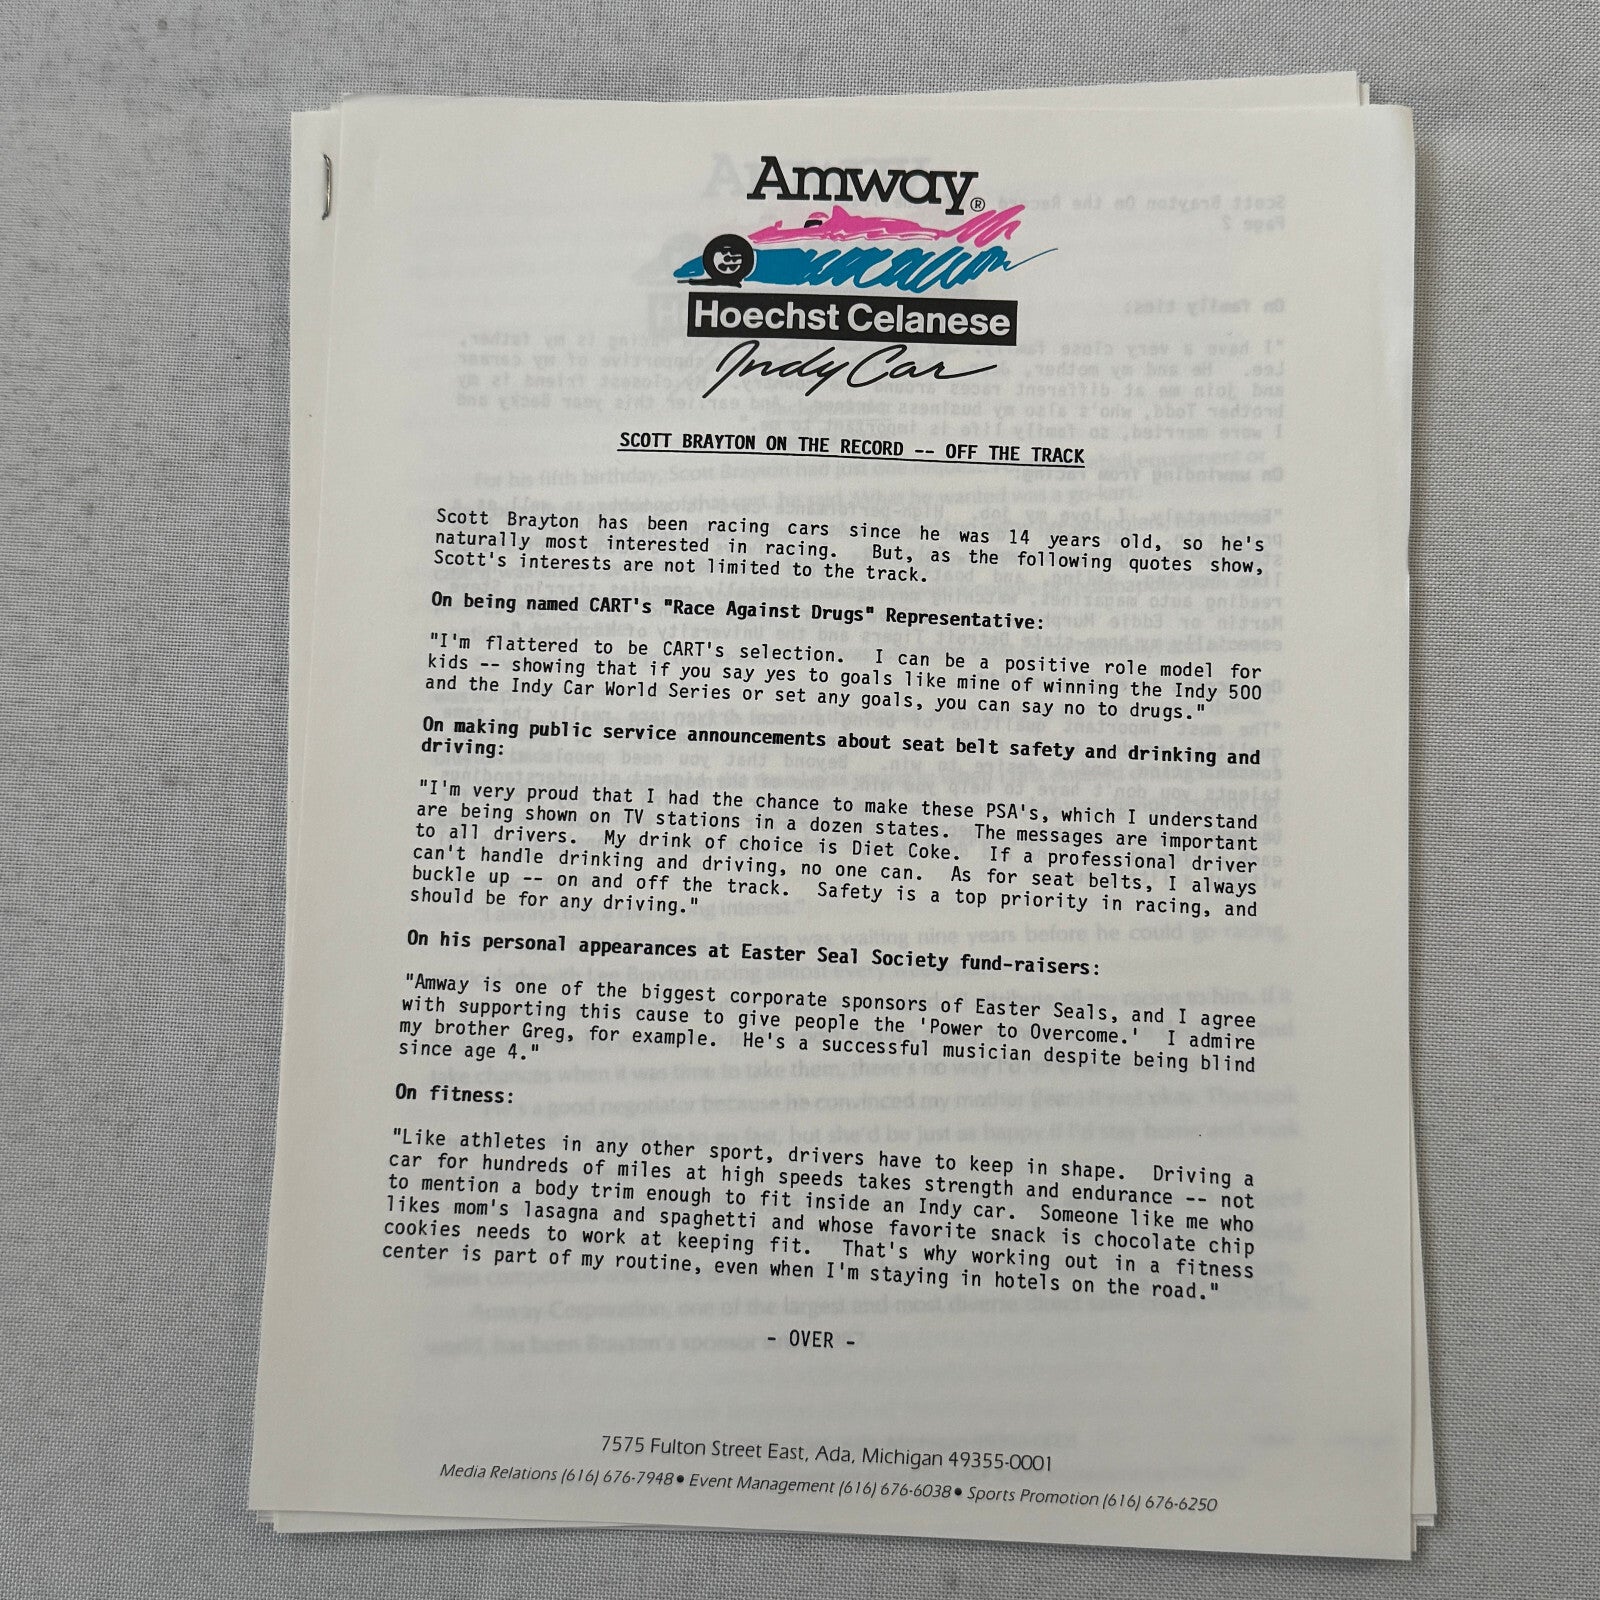 Amway®
Hoechst Celanese
Indy Car
SCOTT BRAYTON ON THE RECORD -- OFF THE TRACK
Scott Brayton has been racing cars since he was 14 years old, so he's
naturally most interested in racing. But, as the following quotes show,
Scott's interests are not limited to the track.
On being named CART's "Race Against Drugs" Representative:
"I'm flattered to be CART's selection. I can be a positive role model for
kids -- showing that if you say yes to goals like mine of winning the Indy 500
and the Indy Car World Series or set any goals, you can say no to drugs."
On making public service announcements about seat belt safety and drinking and
driving:
"I'm very proud that I had the chance to make these PSA's, which I understand
are being shown on TV stations in a dozen states. The messages are important
to all drivers. My drink of choice is Diet Coke. If a professional driver
can't handle drinking and driving, no one can. As for seat belts, I always
buckle up -- on and off the track. Safety is a top priority in racing, and
should be for any driving."
On his personal appearances at Easter Seal Society fund-raisers:
"Amway is one of the biggest corporate sponsors of Easter Seals, and I agree
with supporting this cause to give people the 'Power to Overcome.' I admire
my brother Greg, for example. He's a successful musician despite being blind
since age 4."
On fitness:
"Like athletes in any other sport, drivers have to keep in shape. Driving a
car for hundreds of miles at high speeds takes strength and endurance -- not
to mention a body trim enough to fit inside an Indy car. Someone like me who
likes mom's lasagna and spaghetti and whose favorite snack is chocolate chip
cookies needs to work at keeping fit. That's why working out in a fitness
center is part of my routine, even when I'm staying in hotels on the road."
- OVER -
7575 Fulton Street East, Ada, Michigan 49355-0001
Media Relations (616) 676-7948 • Event Management (616) 676-6038 • Sports Promotion (616) 676-6250